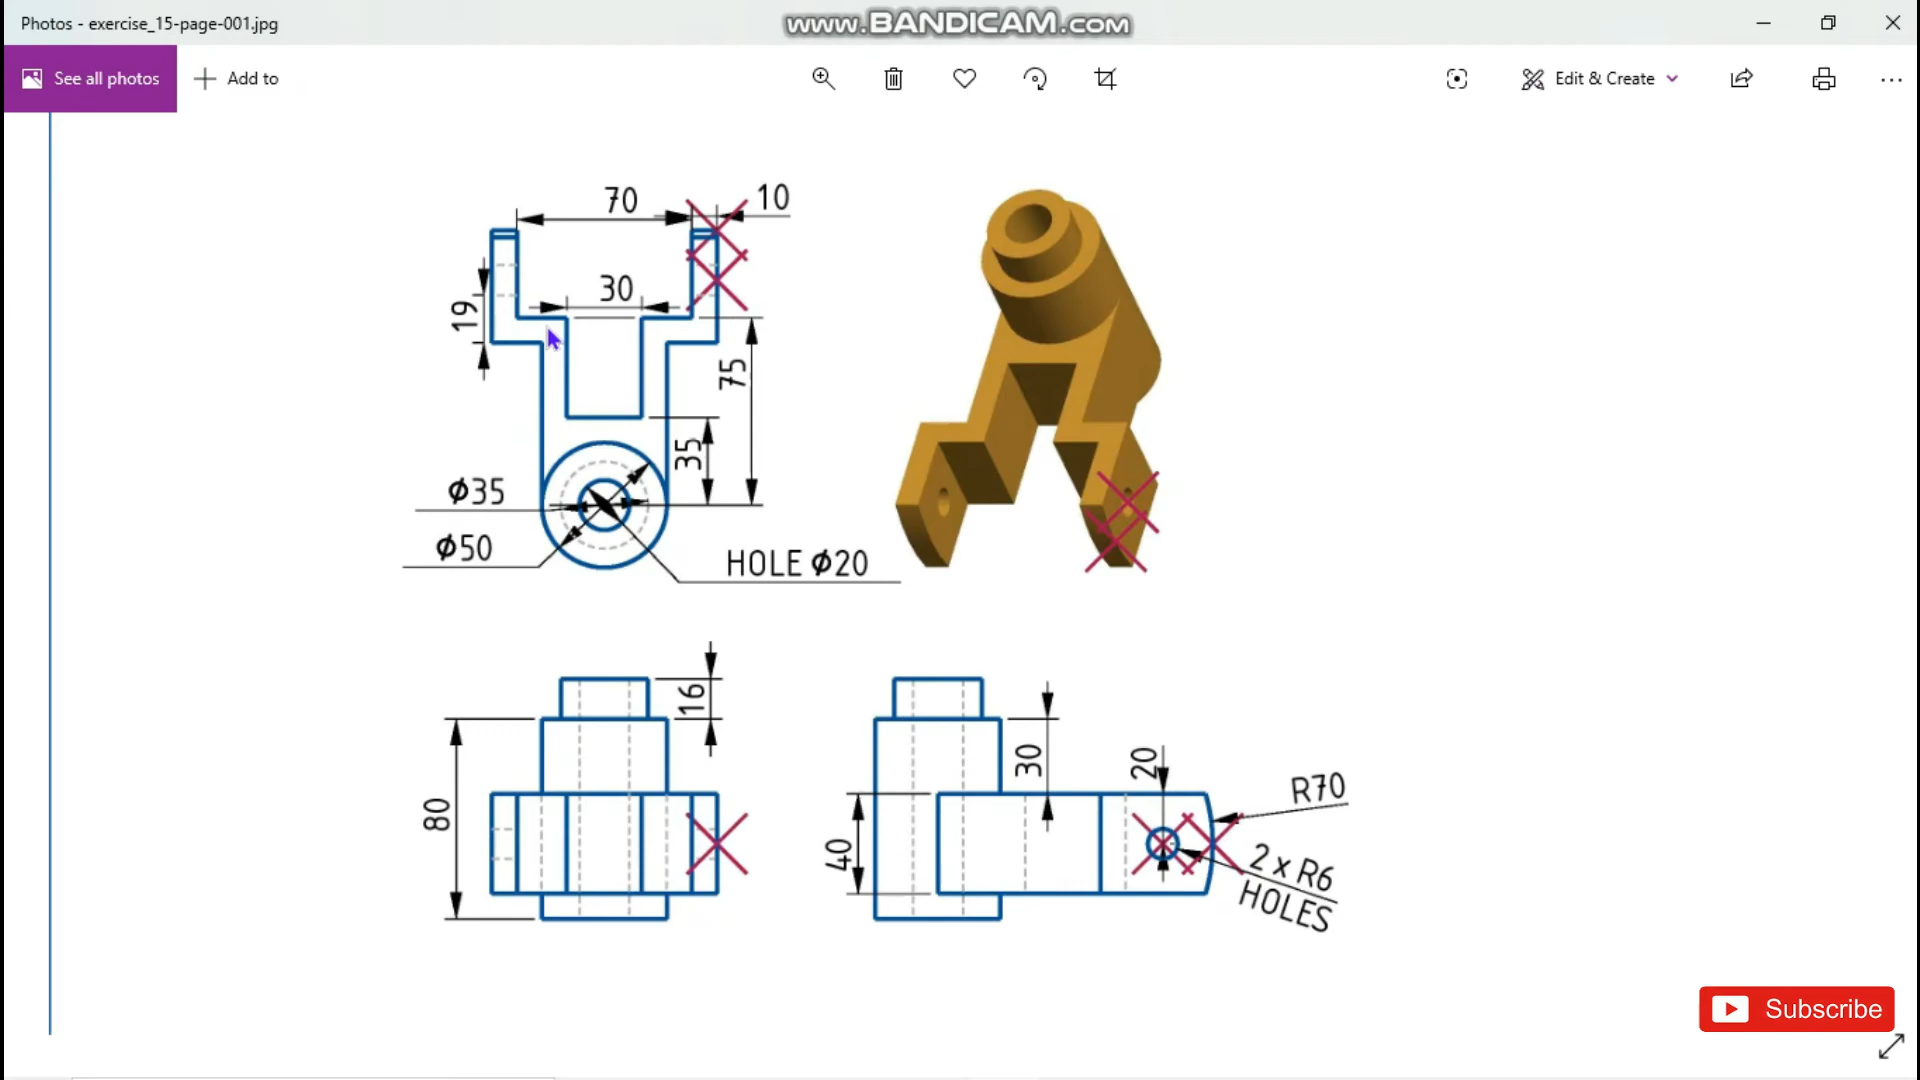 Photos - exercise_15-page-001.jpg
www.BANDICAM.com
See all photos
Add to
Edit & Create
70
10
30
19
75
35
Ø35
Ø50
HOLE Ø20
16
80
30
20
40
R70
2 x R6
HOLES
Subscribe